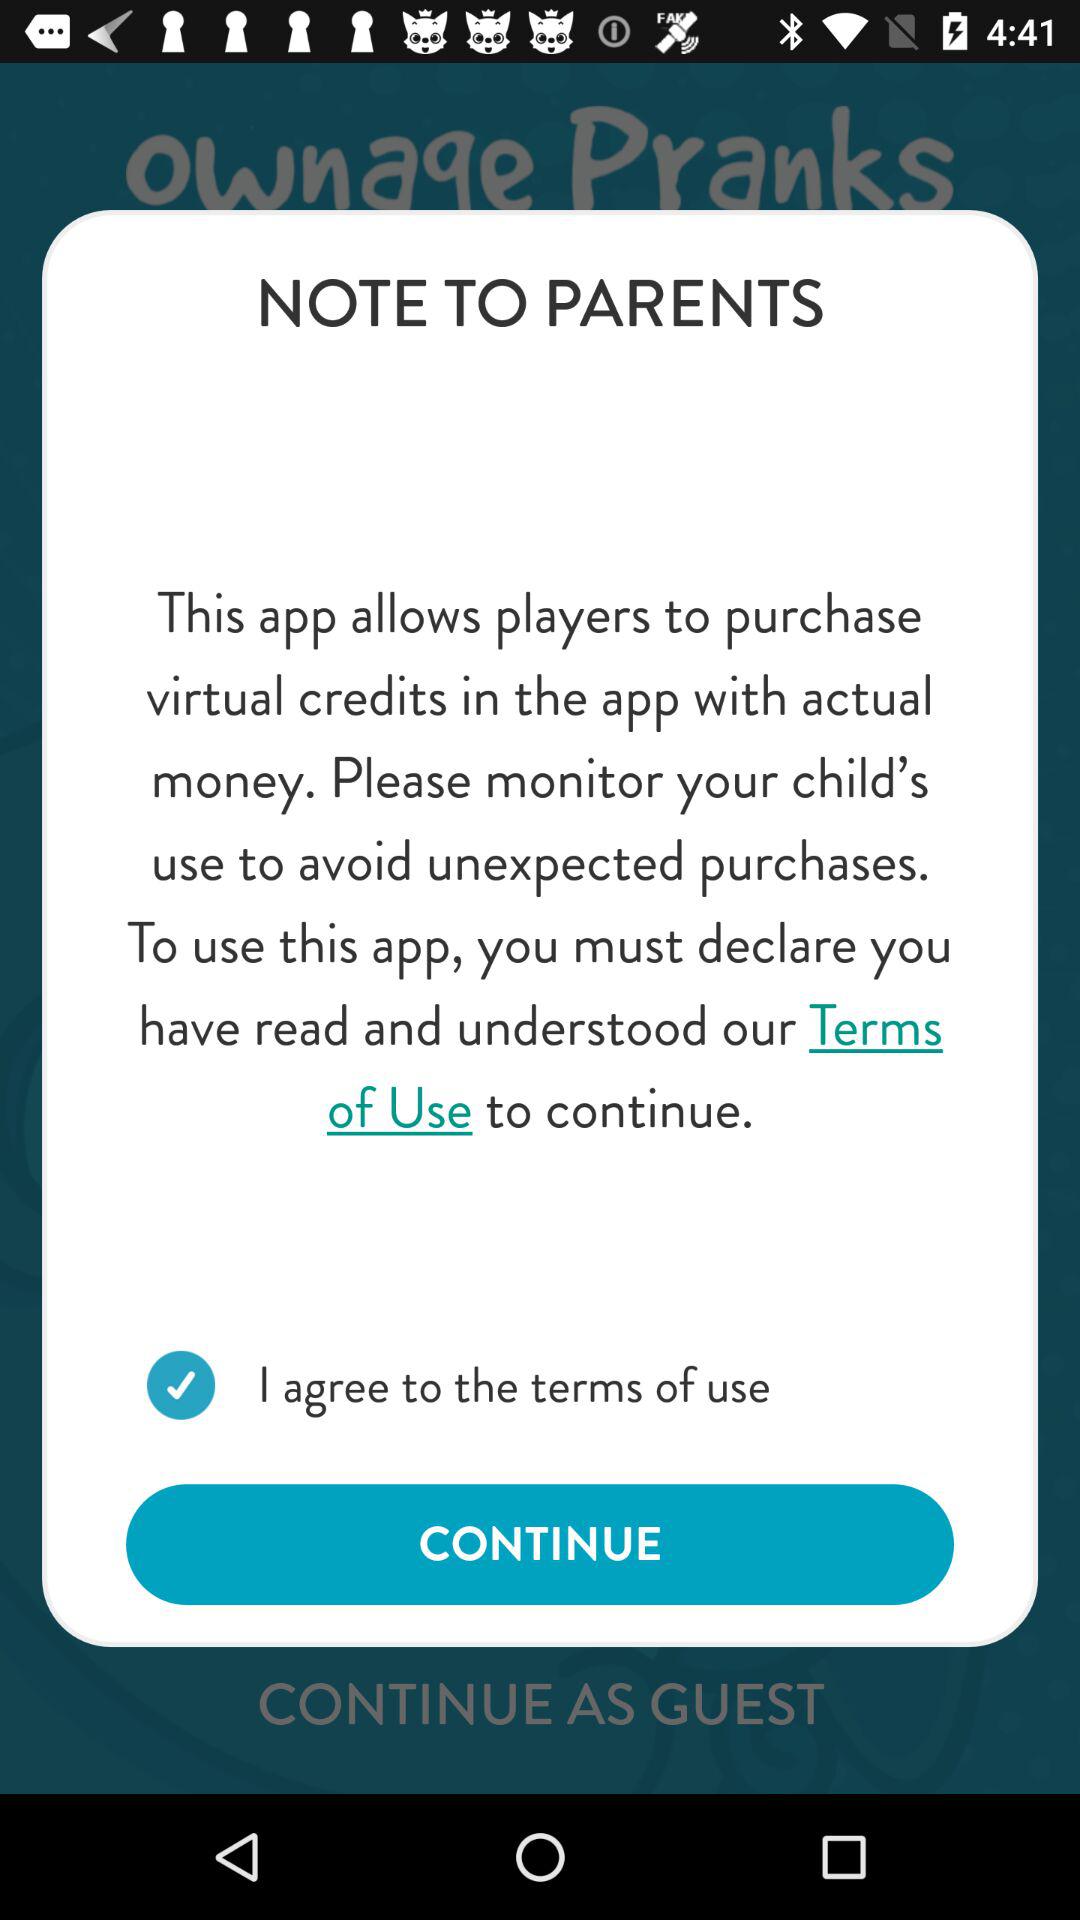 FAKE
4:41
ownage Pranks
NOTE TO PARENTS
This app allows players to purchase
virtual credits in the app with actual
money. Please monitor your child’s
use to avoid unexpected purchases.
To use this app, you must declare you
have read and understood our Terms
of Use to continue.
I agree to the terms of use
CONTINUE
CONTINUE AS GUEST